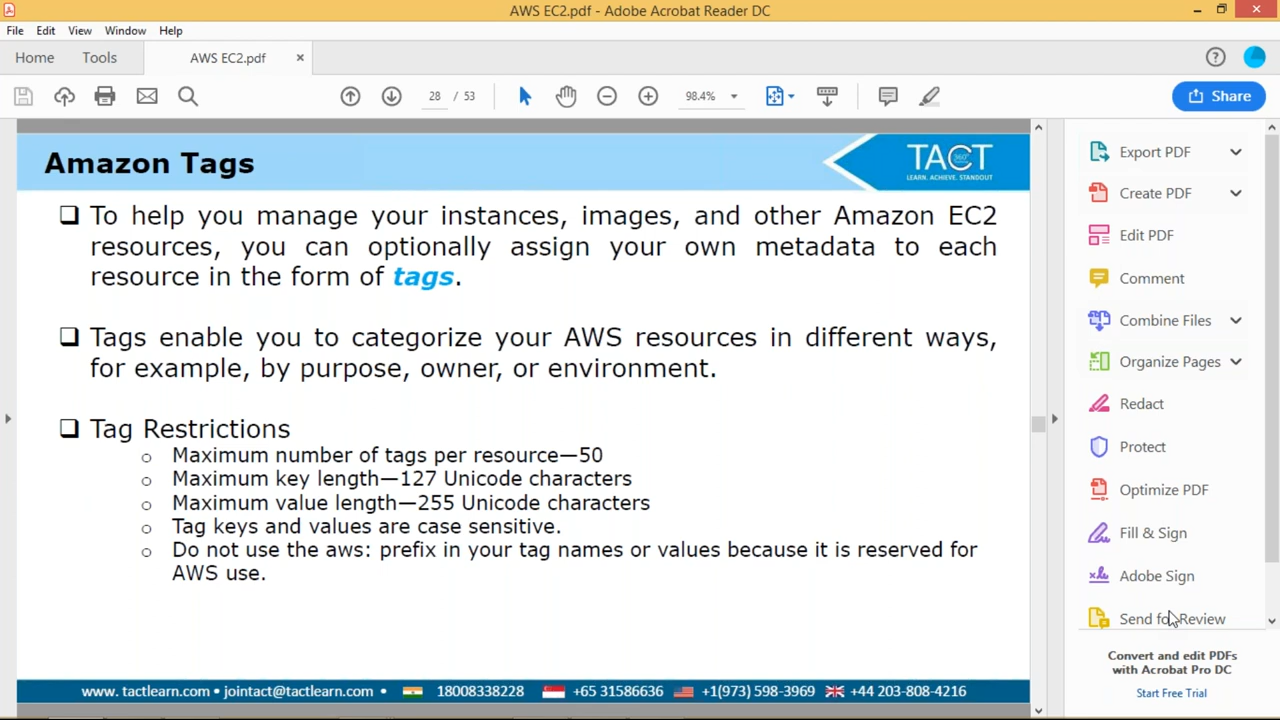 AWS EC2.pdf - Adobe Acrobat Reader DC
File Edit View Window Help
Home Tools AWS EC2.pdf
28 / 53 98.4% Share
Amazon Tags
TACT
360°
LEARN. ACHIEVE. STANDOUT
To help you manage your instances, images, and other Amazon EC2
resources, you can optionally assign your own metadata to each
resource in the form of tags.
Tags enable you to categorize your AWS resources in different ways,
for example, by purpose, owner, or environment.
Tag Restrictions
Maximum number of tags per resource—50
Maximum key length—127 Unicode characters
Maximum value length—255 Unicode characters
Tag keys and values are case sensitive.
Do not use the aws: prefix in your tag names or values because it is reserved for
AWS use.
www. tactlearn.com • jointact@tactlearn.com • 18008338228 +65 31586636 +1(973) 598-3969 +44 203-808-4216
Export PDF
Create PDF
Edit PDF
Comment
Combine Files
Organize Pages
Redact
Protect
Optimize PDF
Fill & Sign
Adobe Sign
Send for Review
Convert and edit PDFs
with Acrobat Pro DC
Start Free Trial